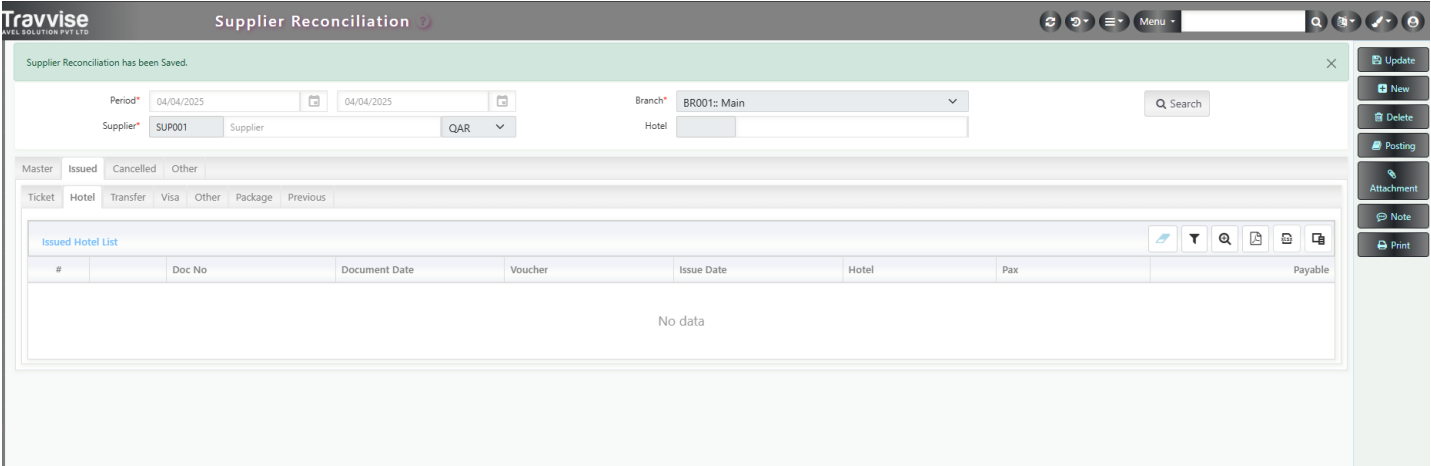 Travvise
AVEL SOLUTION PVT LTD
Supplier Reconciliation ?
Menu
Supplier Reconciliation has been Saved.
Period* 04/04/2025 04/04/2025 Branch* BR001:: Main Search
Supplier* SUP001 Supplier QAR Hotel
Master Issued Cancelled Other
Ticket Hotel Transfer Visa Other Package Previous
Issued Hotel List
# Doc No Document Date Voucher Issue Date Hotel Pax Payable
No data
Update
New
Delete
Posting
Attachment
Note
Print